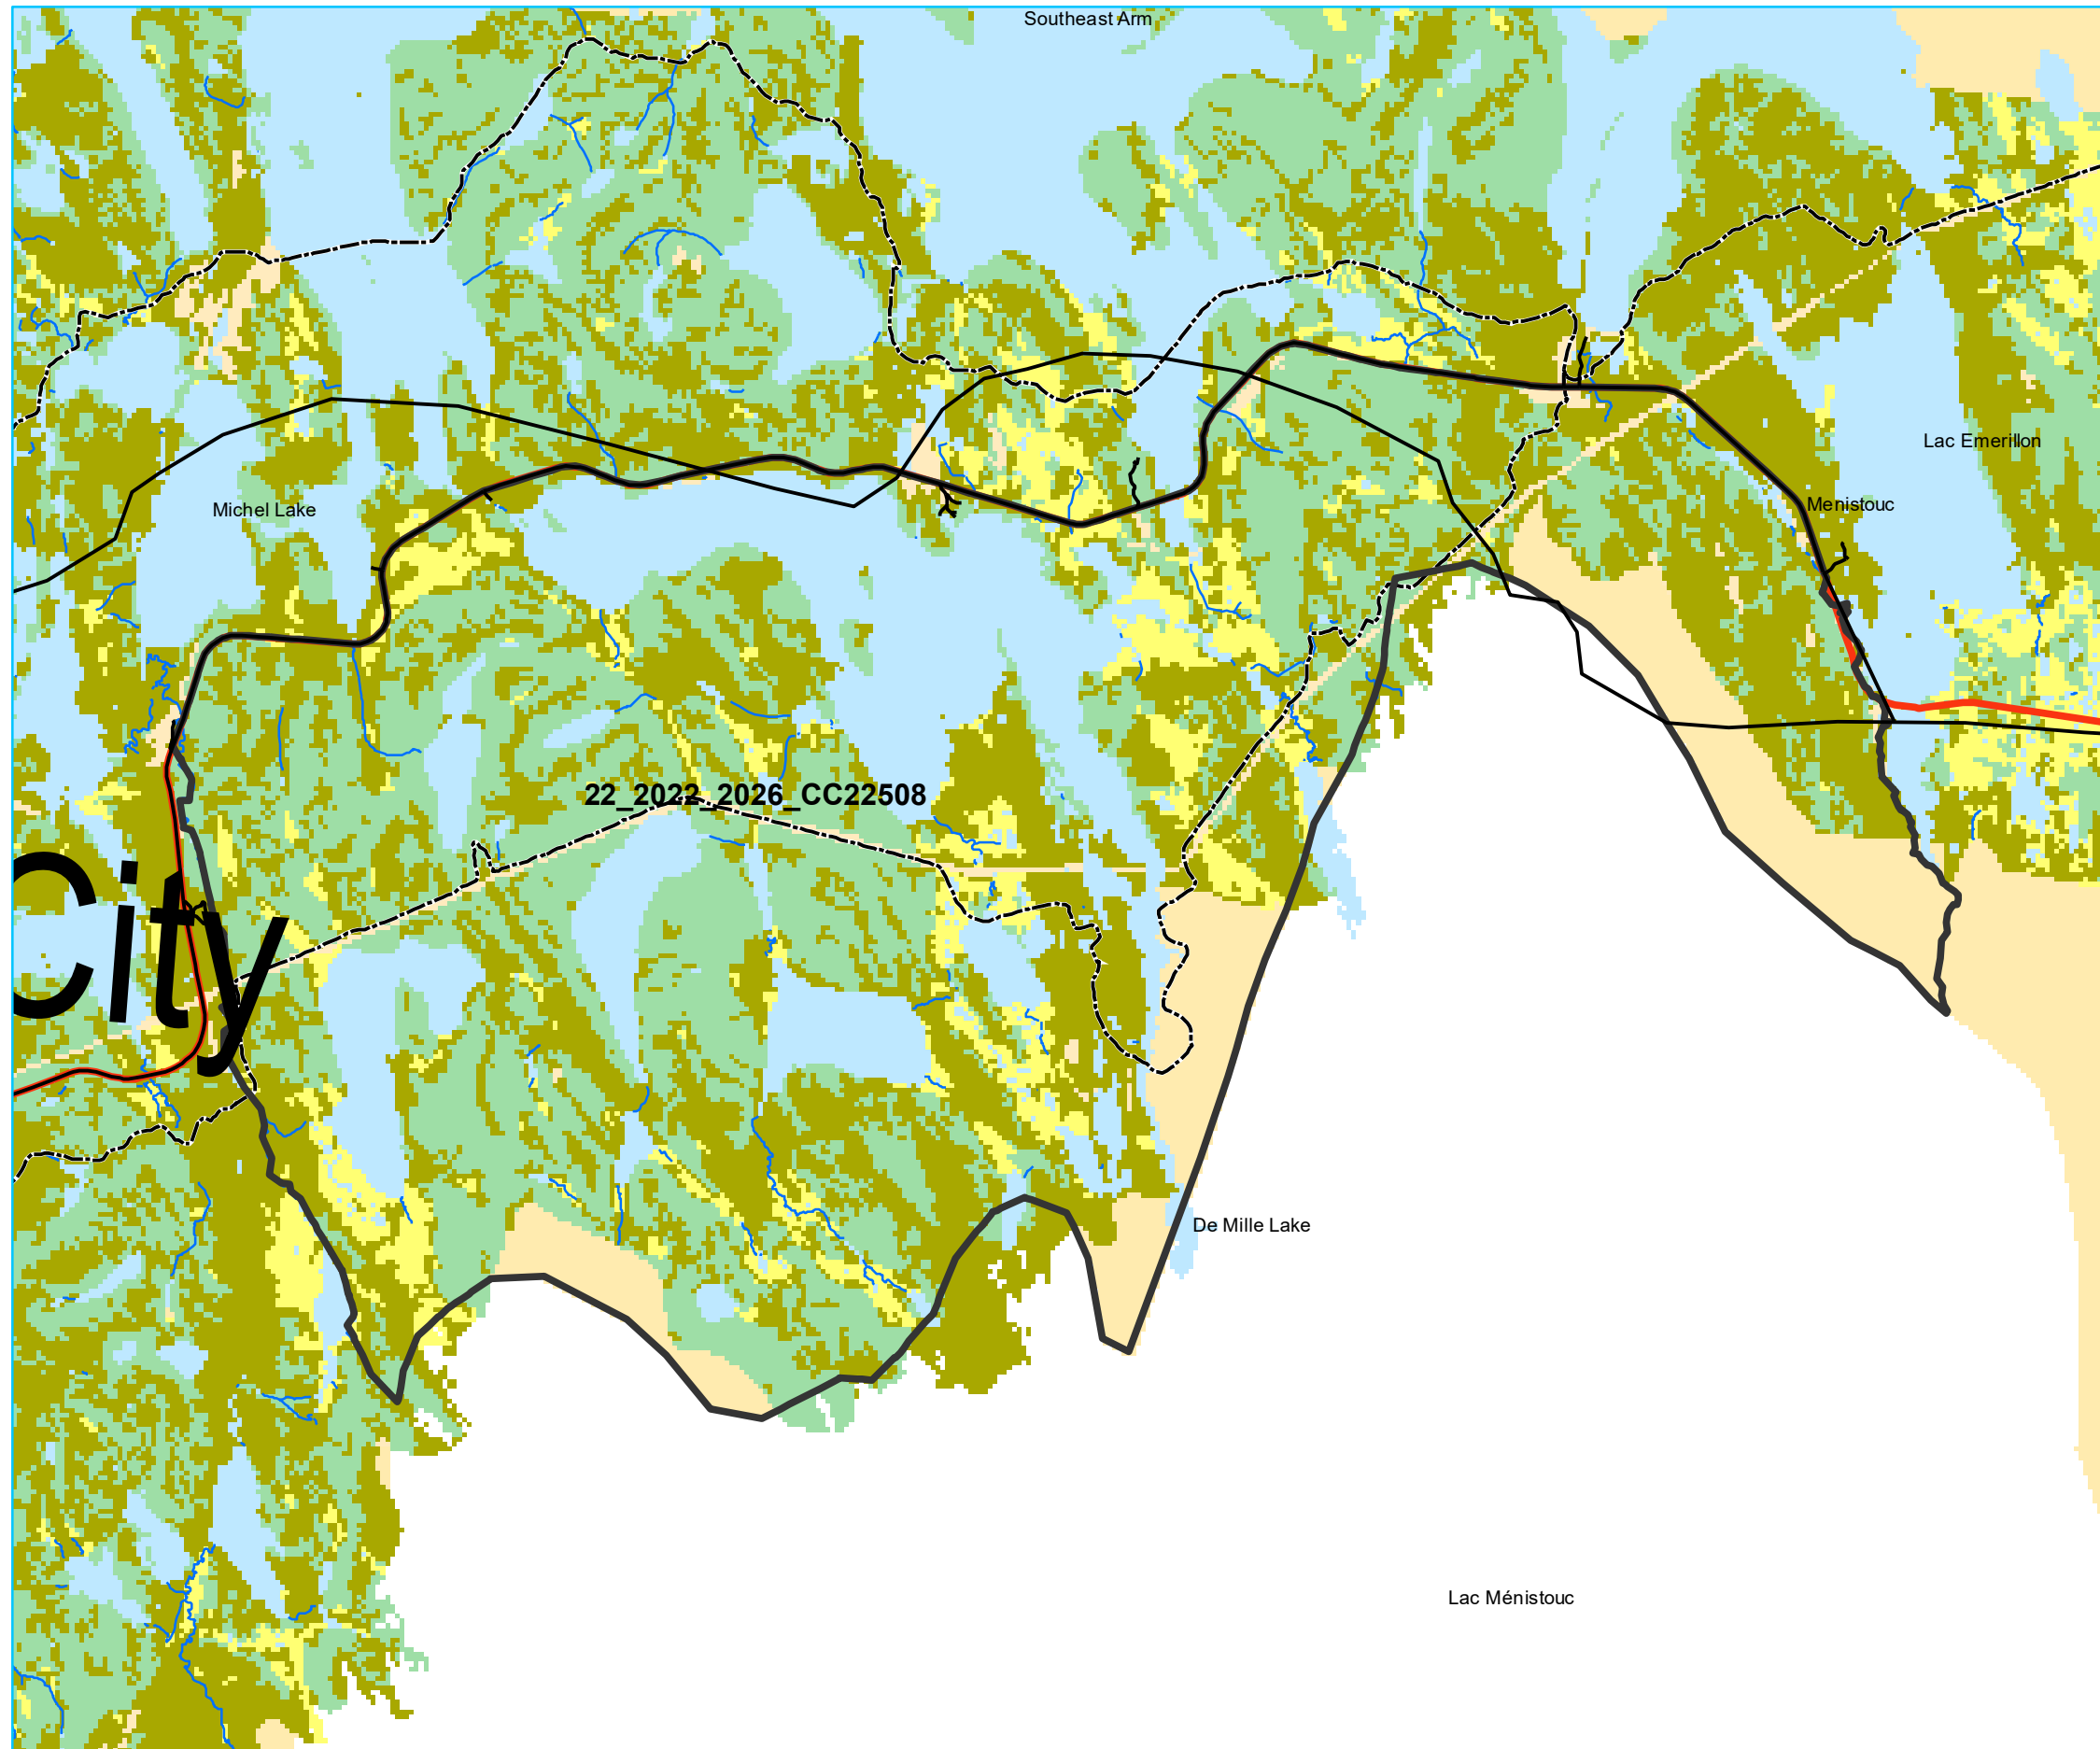 Southeast Arm
Lac Emerillon
Menistouc
Michel Lake
22_2022_2026_CC22508
City
De Mille Lake
Lac Ménistouc